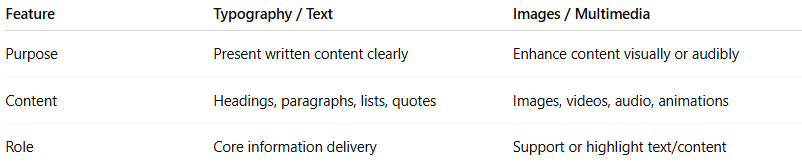 Feature Typography / Text Images / Multimedia
Purpose Present written content clearly Enhance content visually or audibly
Content Headings, paragraphs, lists, quotes Images, videos, audio, animations
Role Core information delivery Support or highlight text/content